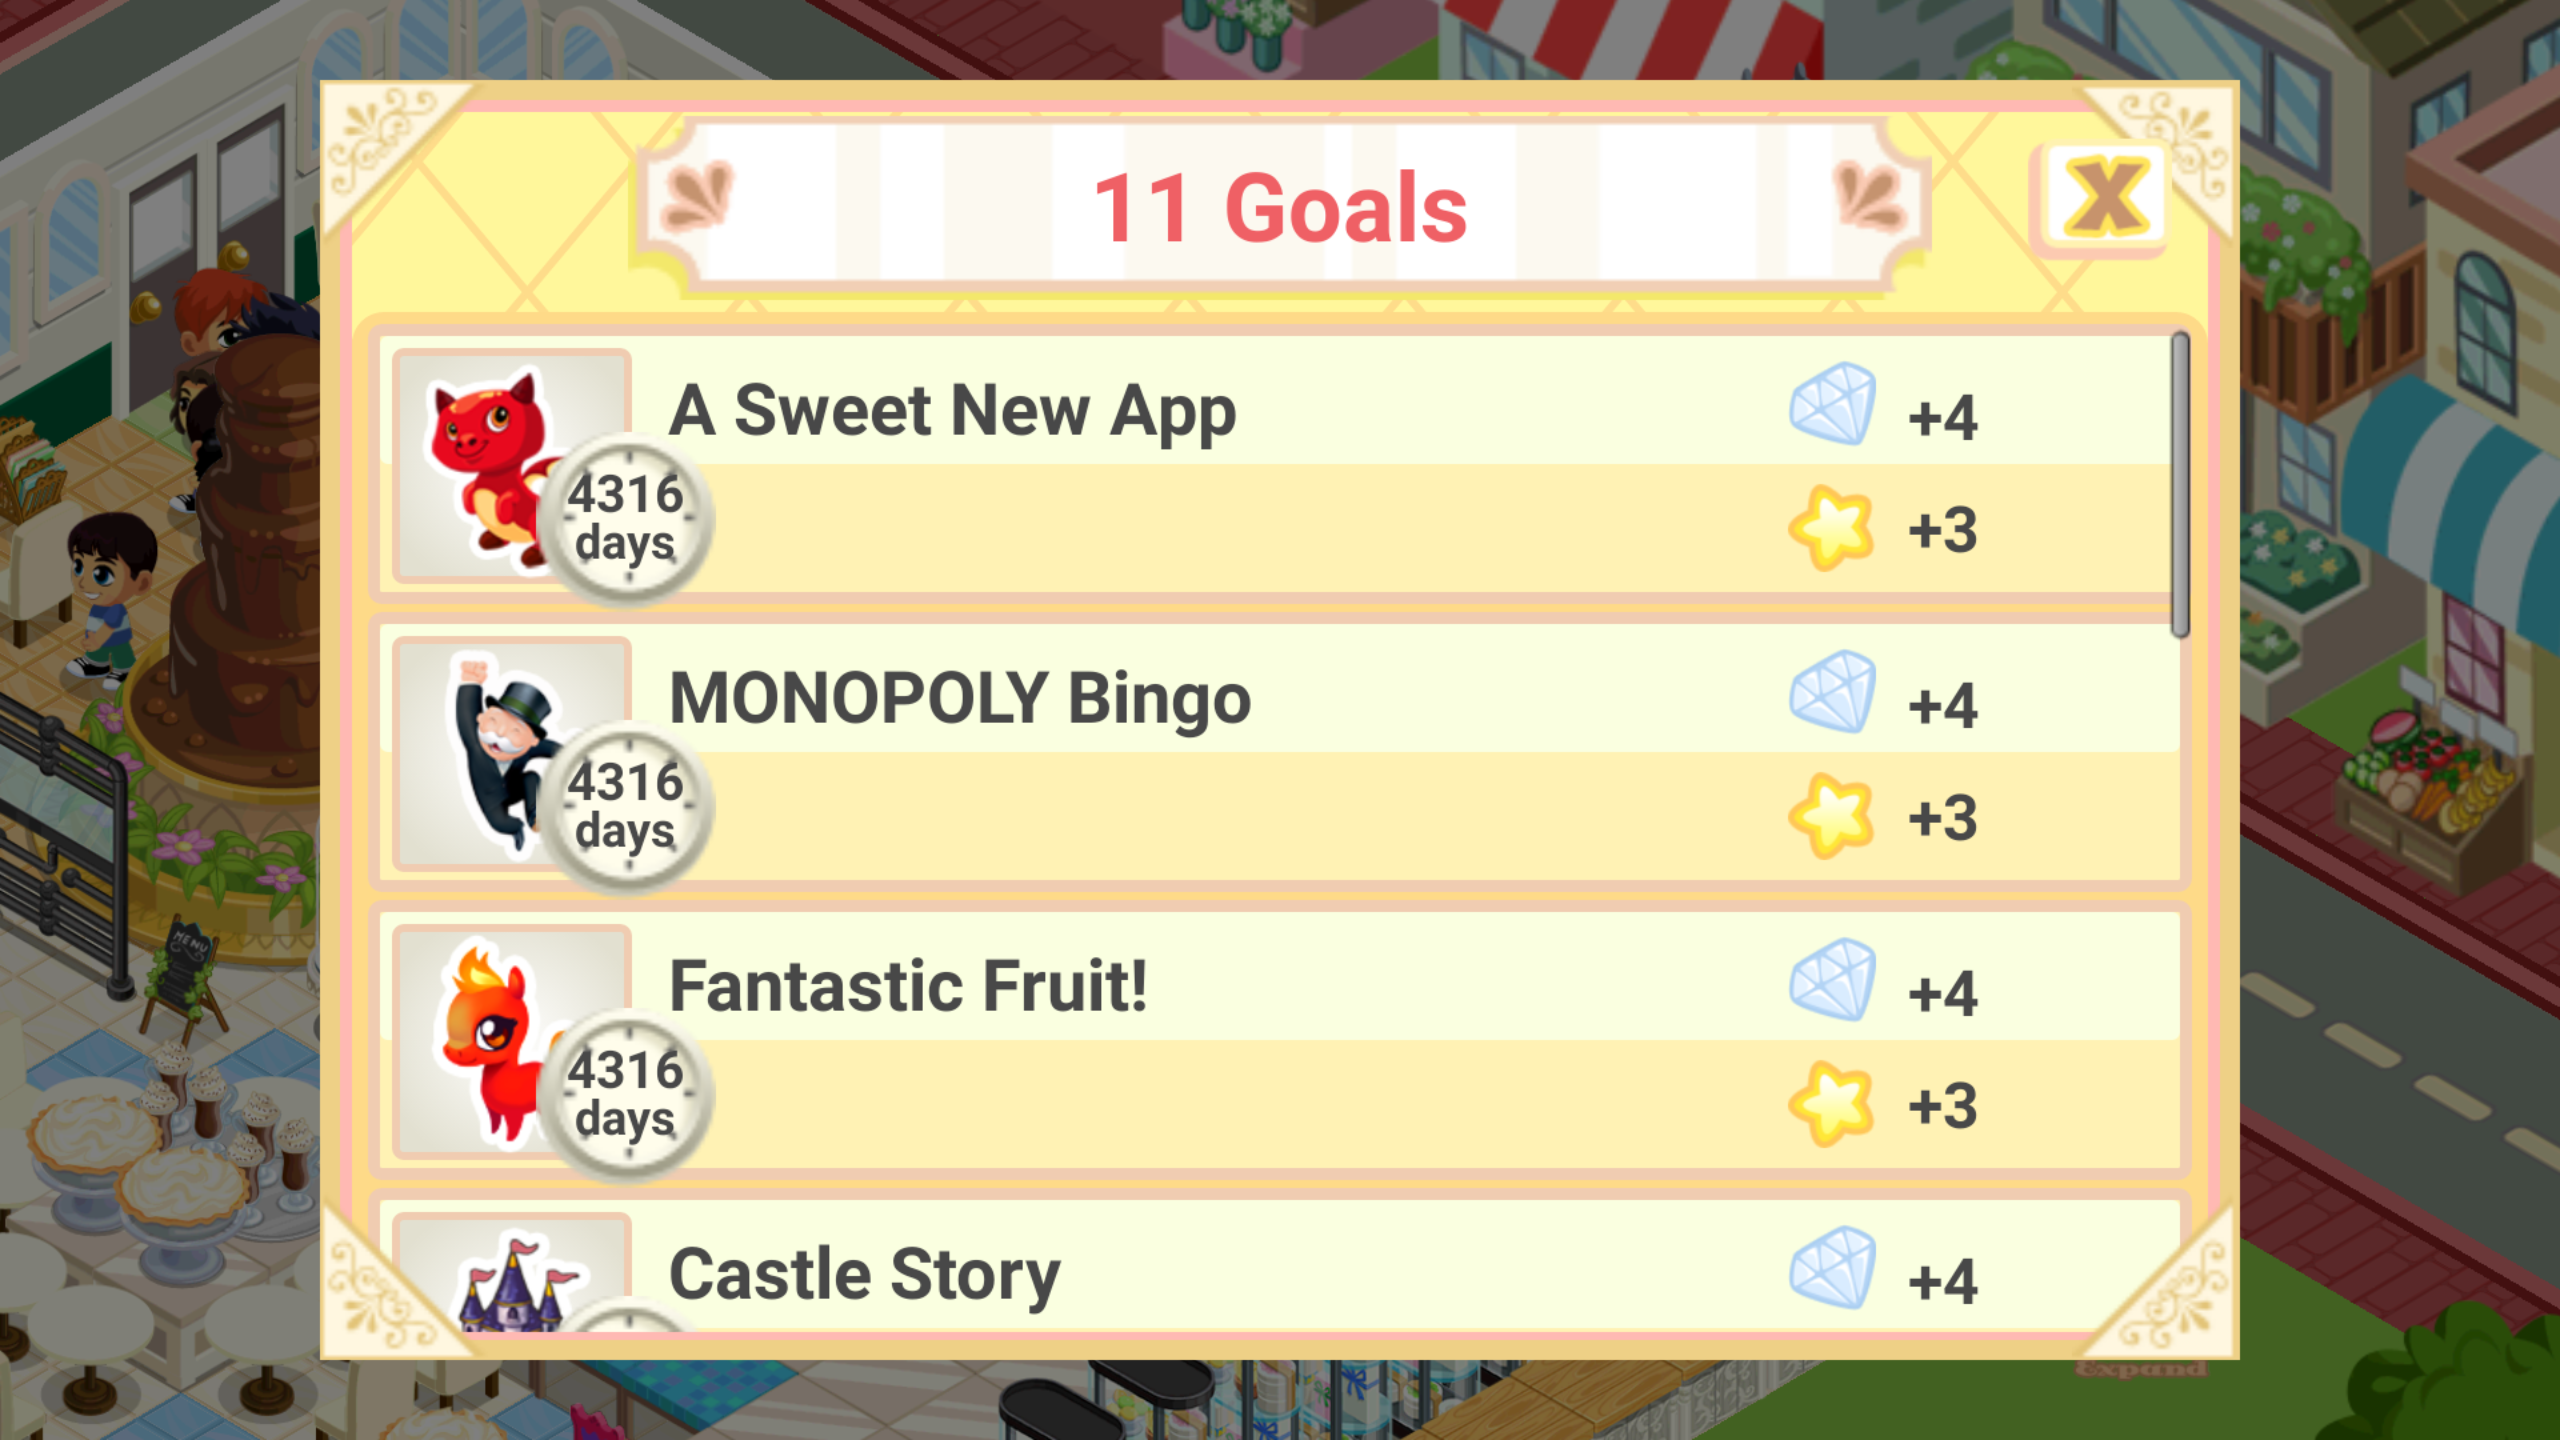 11 Goals
X
A Sweet New App
+4
4316
days
+3
MONOPOLY Bingo
+4
4316
days
+3
Fantastic Fruit!
+4
4316
days
+3
Castle Story
+4
MENU
Expand